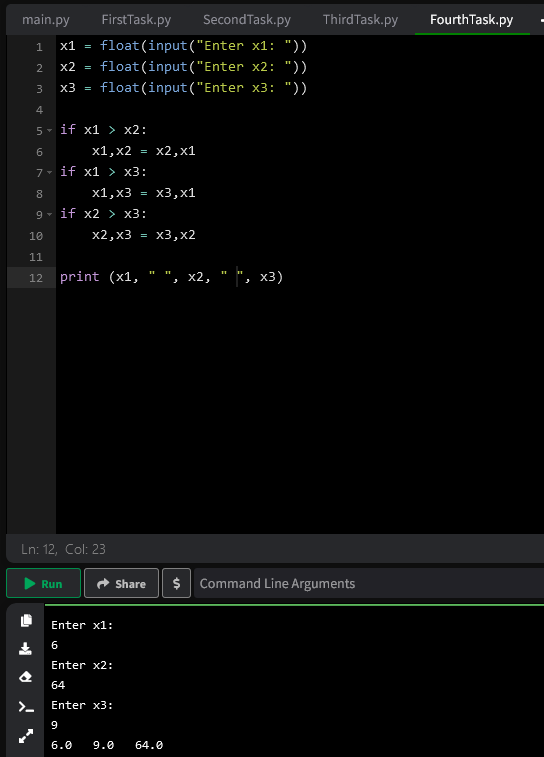 main.py FirstTask.py SecondTask.py ThirdTask.py FourthTask.py
1 x1 = float(input("Enter x1: "))
2 x2 = float(input("Enter x2: "))
3 x3 = float(input("Enter x3: "))
4
5 if x1 > x2:
6     x1,x2 = x2,x1
7 if x1 > x3:
8     x1,x3 = x3,x1
9 if x2 > x3:
10     x2,x3 = x3,x2
11
12 print (x1, " ", x2, " ", x3)
Ln: 12, Col: 23
Run Share $ Command Line Arguments
Enter x1:
6
Enter x2:
64
Enter x3:
9
6.0   9.0   64.0